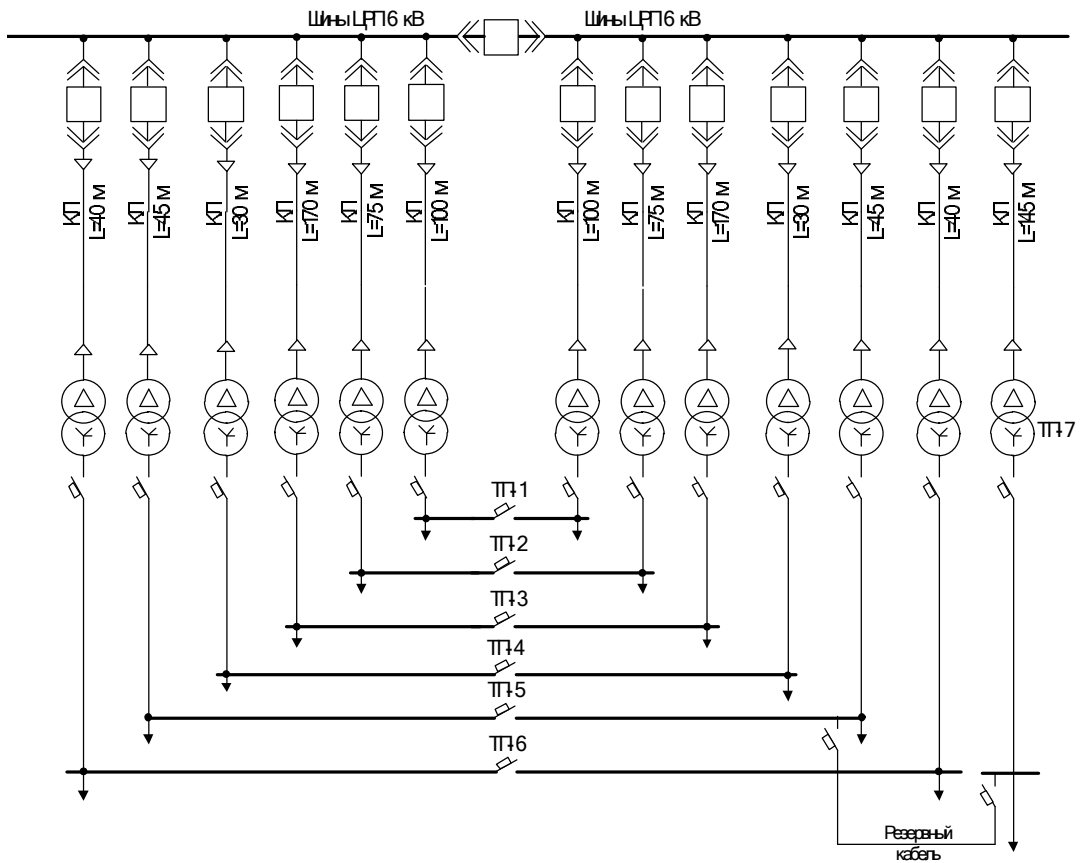 Шины ЦРП 6 кВ
Шины ЦРП 6 кВ
КЛ
L=40 м
КЛ
L=45 м
КЛ
L=30 м
КЛ
L=170 м
КЛ
L=75 м
КЛ
L=100 м
КЛ
L=100 м
КЛ
L=75 м
КЛ
L=170 м
КЛ
L=30 м
КЛ
L=45 м
КЛ
L=40 м
КЛ
L=145 м
ТП-7
ТП-1
ТП-2
ТП-3
ТП-4
ТП-5
ТП-6
Резервный
кабель